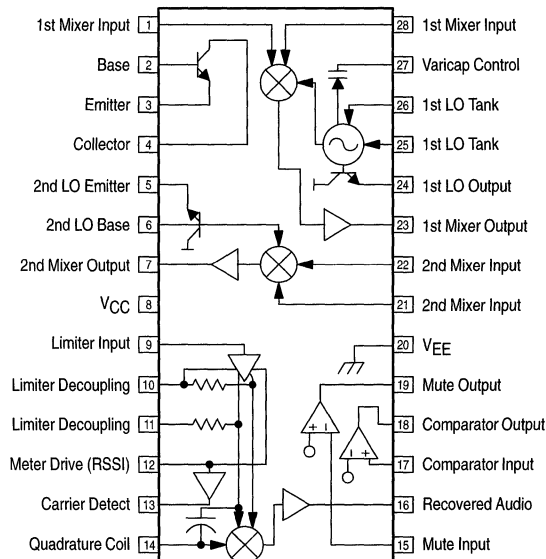 1st Mixer Input 1
Base 2
Emitter 3
Collector 4
2nd LO Emitter 5
2nd LO Base 6
2nd Mixer Output 7
VCC 8
Limiter Input 9
Limiter Decoupling 10
Limiter Decoupling 11
Meter Drive (RSSI) 12
Carrier Detect 13
Quadrature Coil 14
28 1st Mixer Input
27 Varicap Control
26 1st LO Tank
25 1st LO Tank
24 1st LO Output
23 1st Mixer Output
22 2nd Mixer Input
21 2nd Mixer Input
20 VEE
19 Mute Output
18 Comparator Output
17 Comparator Input
16 Recovered Audio
15 Mute Input
+ −
− +